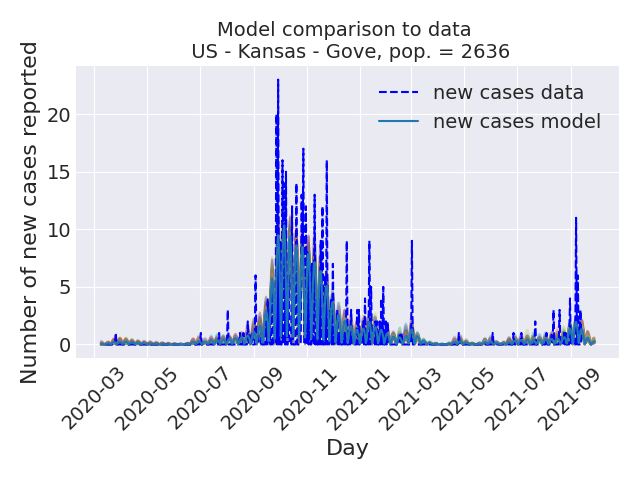 Model comparison to data
US - Kansas - Gove, pop. = 2636
Number of new cases reported
20
15
10
5
0
new cases data
new cases model
2020-03
2020-05
2020-07
2020-09
2020-11
2021-01
2021-03
2021-05
2021-07
2021-09
Day